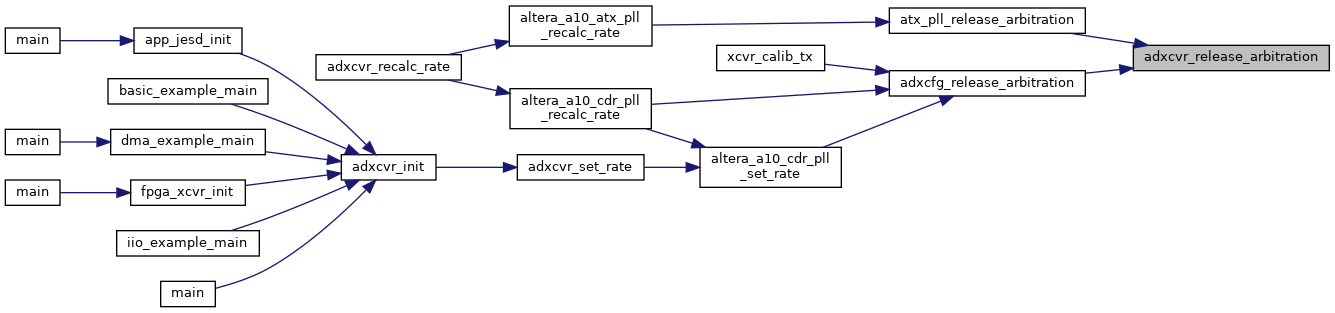 main
app_jesd_init
basic_example_main
main
dma_example_main
main
fpga_xcvr_init
iio_example_main
main
adxcvr_init
adxcvr_recalc_rate
altera_a10_atx_pll
_recalc_rate
altera_a10_cdr_pll
_recalc_rate
adxcvr_set_rate
xcvr_calib_tx
altera_a10_cdr_pll
_set_rate
atx_pll_release_arbitration
adxcfg_release_arbitration
adxcvr_release_arbitration